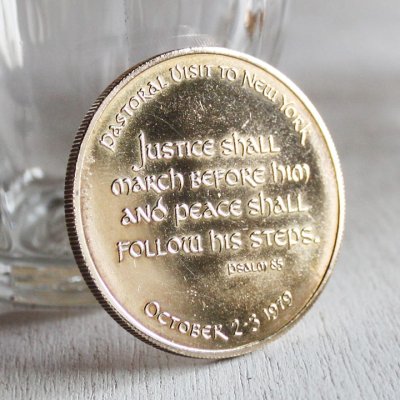 Pastoral Visit to New York
Justice shall
march before him
and peace shall
follow his steps.
Psalm 85
October 2-3 1979